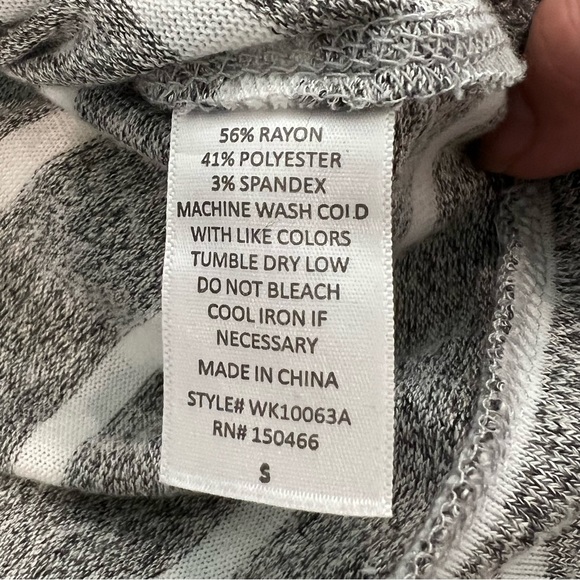 56% RAYON
41% POLYESTER
3% SPANDEX
MACHINE WASH COLD
WITH LIKE COLORS
TUMBLE DRY LOW
DO NOT BLEACH
COOL IRON IF
NECESSARY
MADE IN CHINA
STYLE# WK10063A
RN# 150466
S